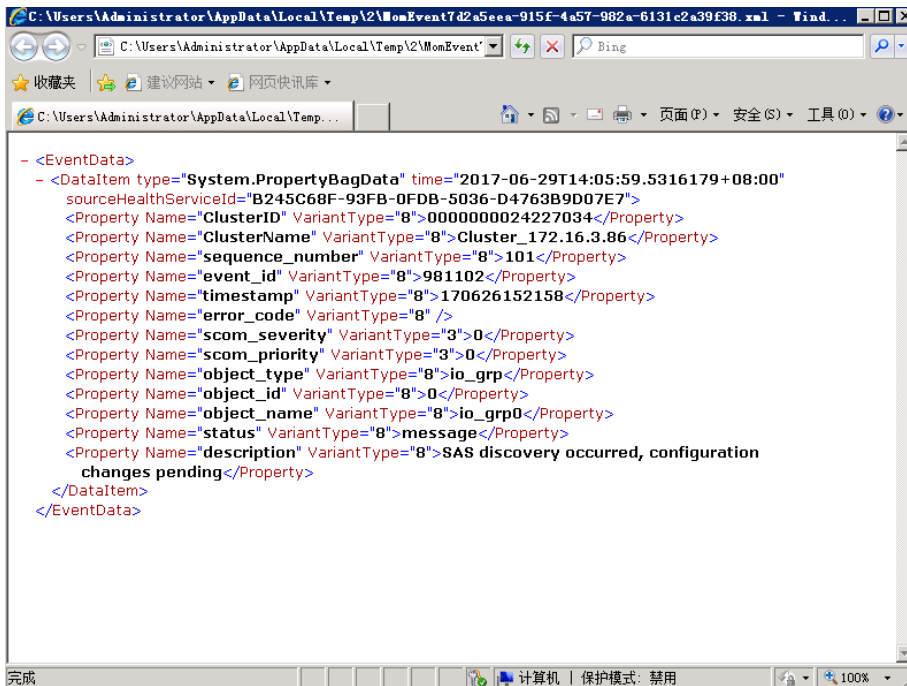 C:\Users\Administrator\AppData\Local\Temp\2\MomEvent7d2a5eea-915f-4a57-982a-6131c2a39f38.xml - Wind...
C:\Users\Administrator\AppData\Local\Temp\2\MomEvent Bing
收藏夹 建议网站 网页快讯库
C:\Users\Administrator\AppData\Local\Temp... 页面(P) 安全(S) 工具(O)
- <EventData>
- <DataItem type="System.PropertyBagData" time="2017-06-29T14:05:59.5316179+08:00"
sourceHealthServiceId="B245C68F-93FB-0FDB-5036-D4763B9D07E7">
<Property Name="ClusterID" VariantType="8">0000000024227034</Property>
<Property Name="ClusterName" VariantType="8">Cluster_172.16.3.86</Property>
<Property Name="sequence_number" VariantType="8">101</Property>
<Property Name="event_id" VariantType="8">981102</Property>
<Property Name="timestamp" VariantType="8">170626152158</Property>
<Property Name="error_code" VariantType="8" />
<Property Name="scom_severity" VariantType="3">0</Property>
<Property Name="scom_priority" VariantType="3">0</Property>
<Property Name="object_type" VariantType="8">io_grp</Property>
<Property Name="object_id" VariantType="8">0</Property>
<Property Name="object_name" VariantType="8">io_grp0</Property>
<Property Name="status" VariantType="8">message</Property>
<Property Name="description" VariantType="8">SAS discovery occurred, configuration
changes pending</Property>
</DataItem>
</EventData>
完成 计算机 | 保护模式: 禁用 100%